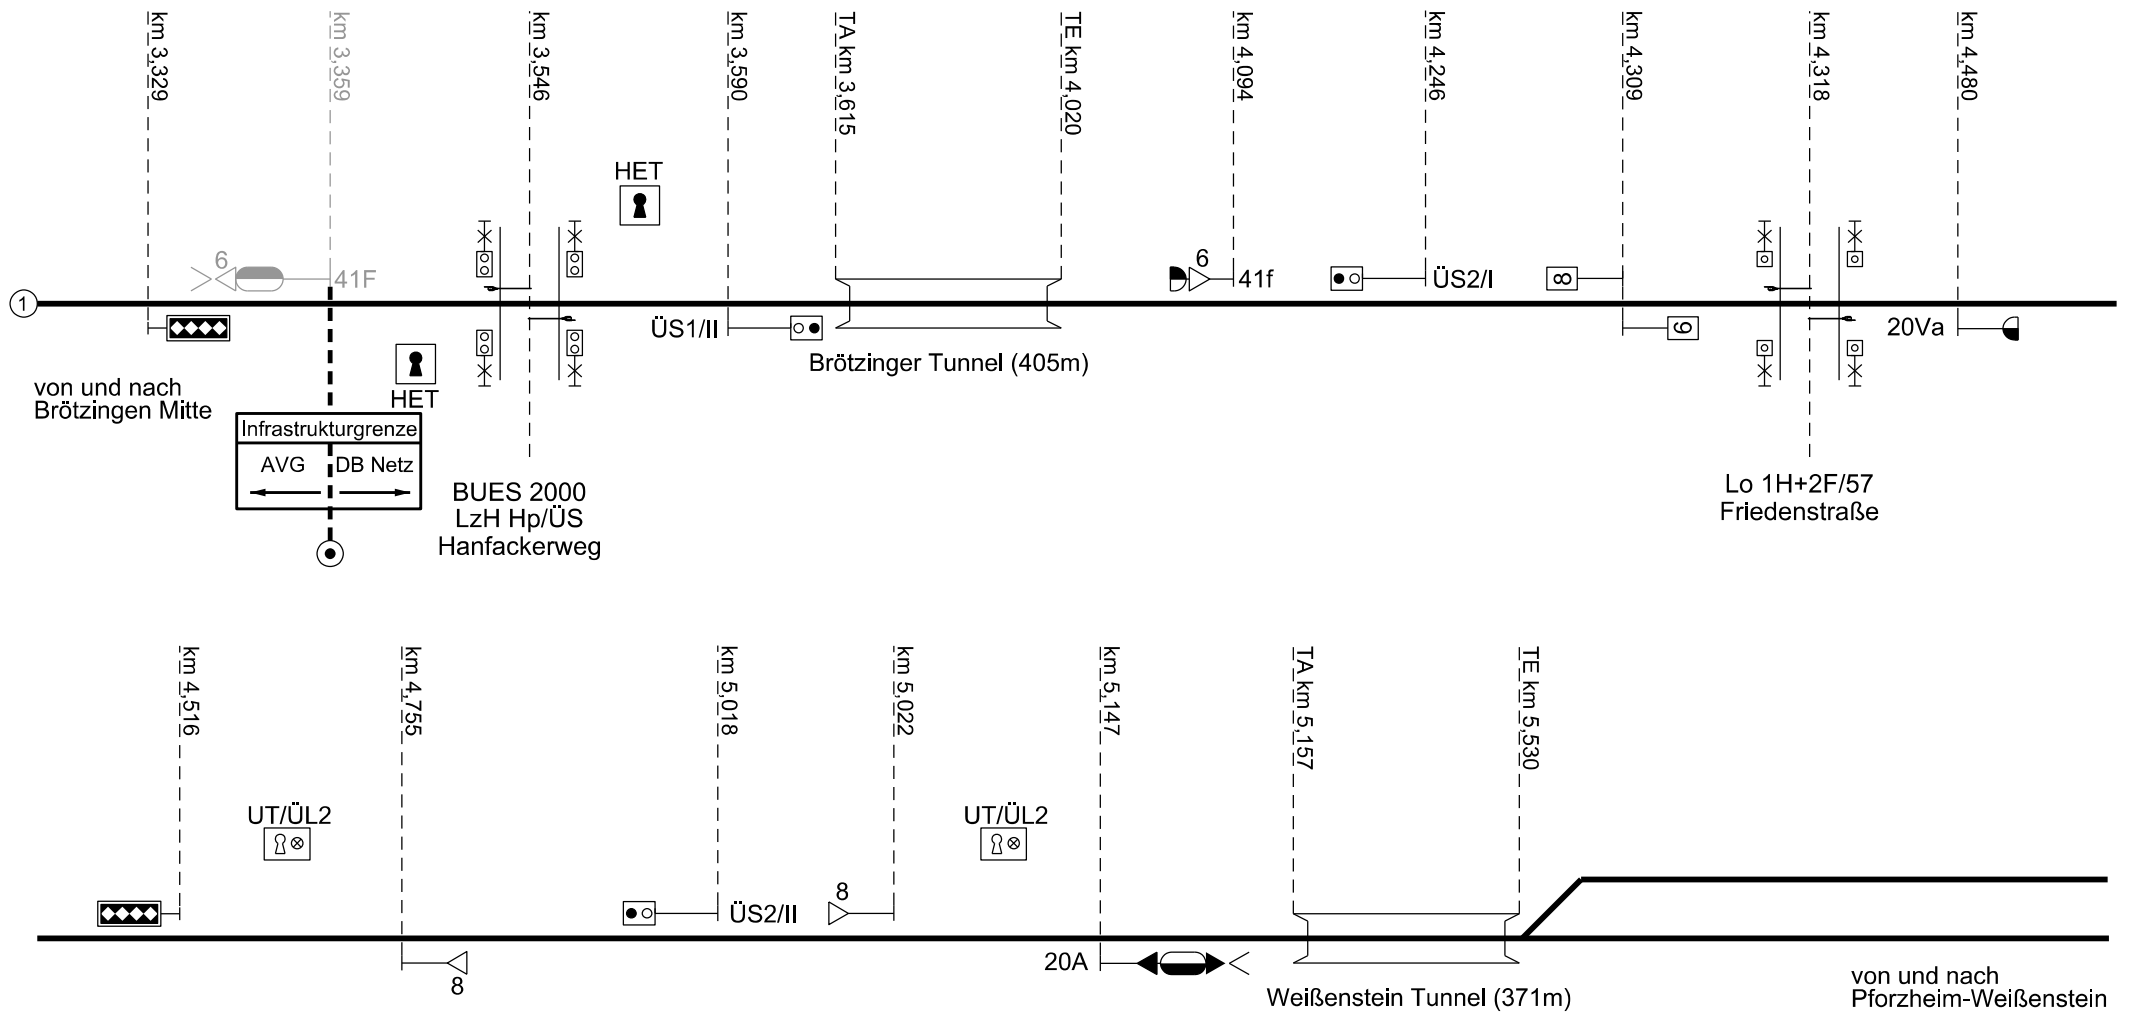 km 3,329
km 3,359
km 3,546
km 3,590
TA km 3,615
TE km 4,020
km 4,094
km 4,246
km 4,309
km 4,318
km 4,480
HET
6
41F
6
41f
ÜS2/I
8
1
ÜS1/II
9
20Va
Brötzinger Tunnel (405m)
von und nach
Brötzingen Mitte
HET
Infrastrukturgrenze
AVG
DB Netz
BUES 2000
LzH Hp/ÜS
Hanfackerweg
Lo 1H+2F/57
Friedenstraße
km 4,516
km 4,755
km 5,018
km 5,022
km 5,147
TA km 5,157
TE km 5,530
UT/ÜL2
UT/ÜL2
ÜS2/II
8
8
20A
Weißenstein Tunnel (371m)
von und nach
Pforzheim-Weißenstein